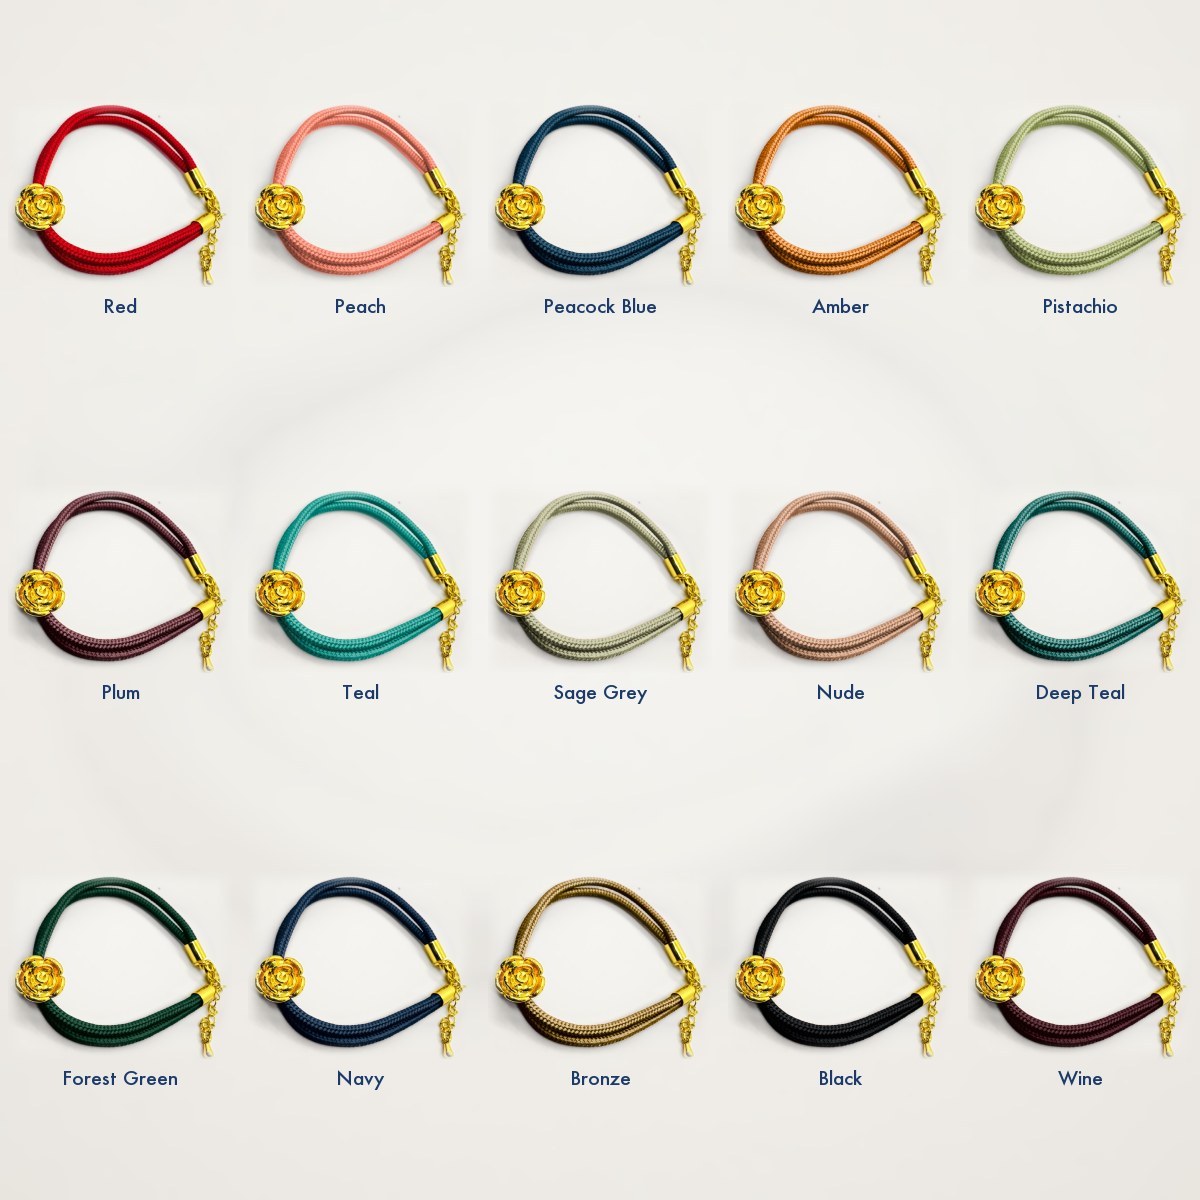 Red
Peach
Peacock Blue
Amber
Pistachio
Plum
Teal
Sage Grey
Nude
Deep Teal
Forest Green
Navy
Bronze
Black
Wine